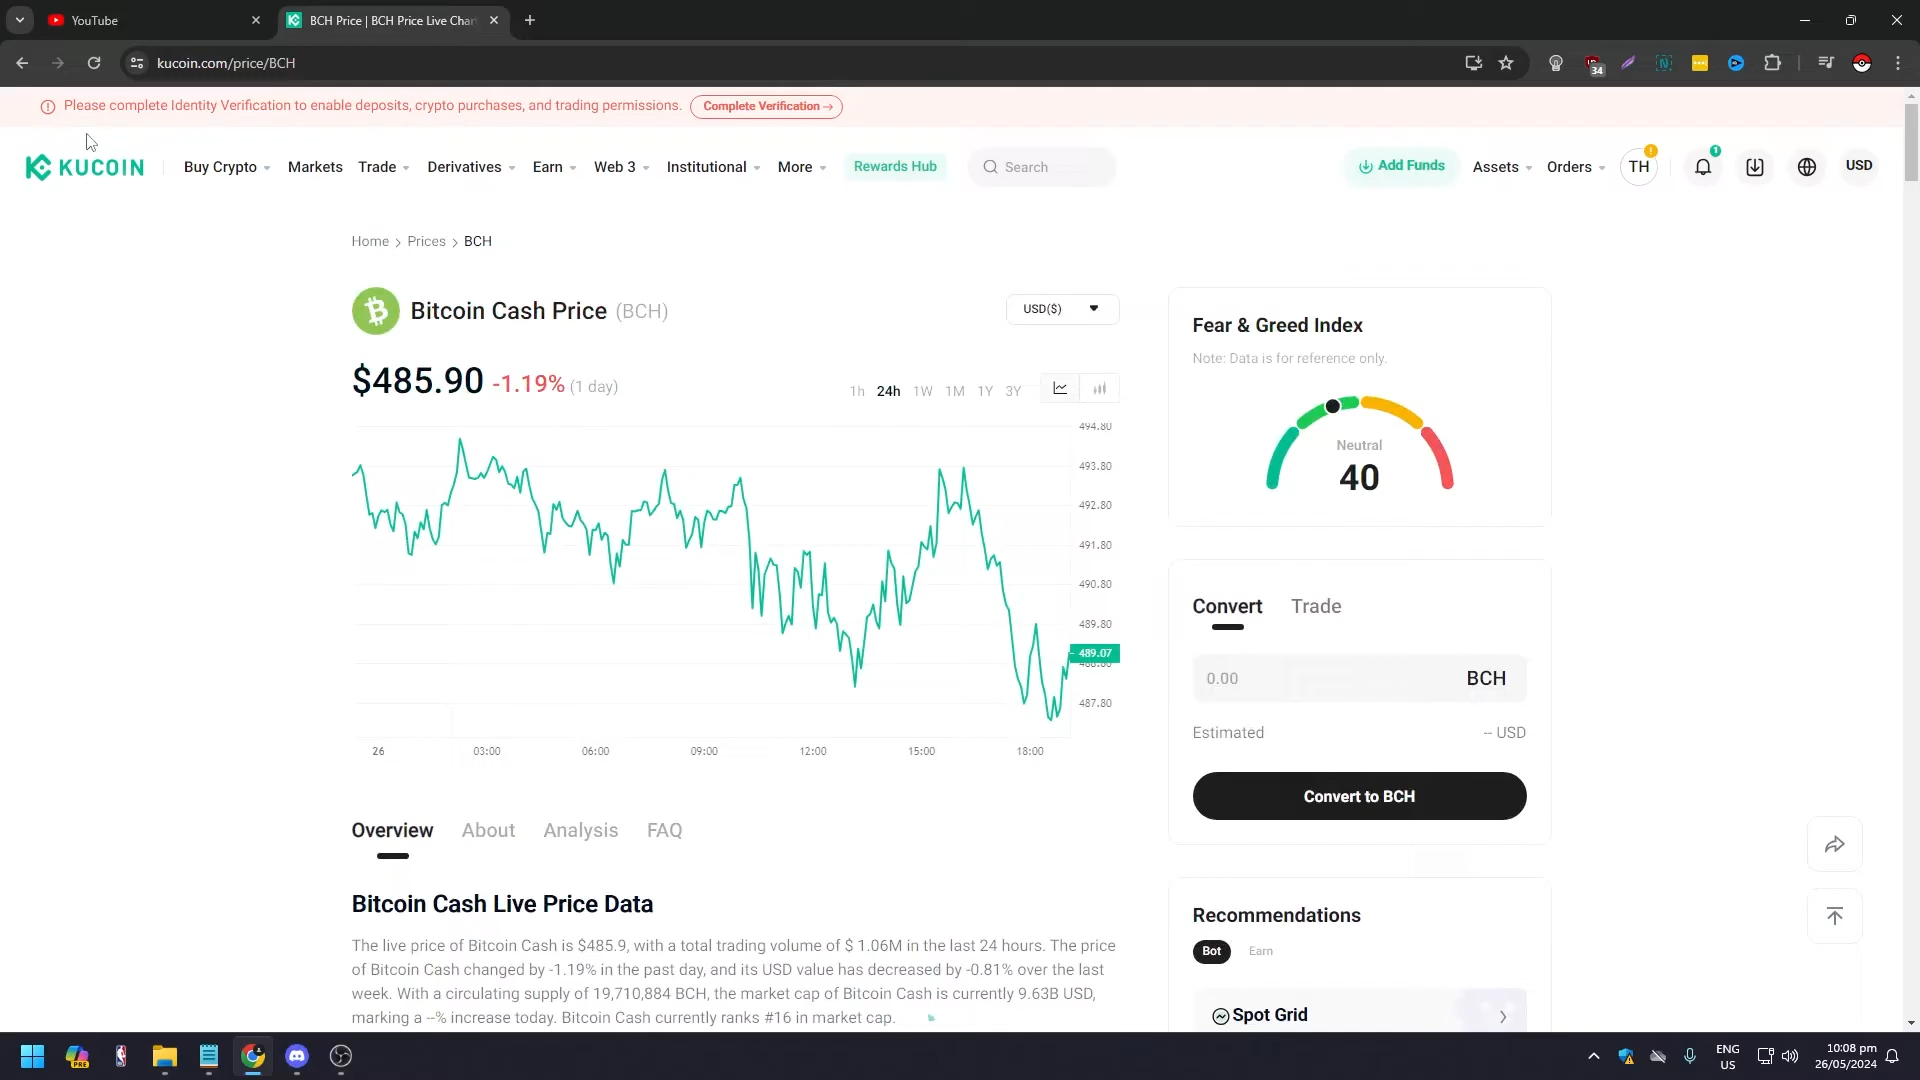 YouTube
BCH Price | BCH Price Live Char
kucoin.com/price/BCH
34
Please complete Identity Verification to enable deposits, crypto purchases, and trading permissions.
Complete Verification →
KUCOIN
Buy Crypto
Markets
Trade
Derivatives
Earn
Web 3
Institutional
More
Rewards Hub
Search
Add Funds
Assets
Orders
TH
!
1
USD
Home > Prices > BCH
Bitcoin Cash Price (BCH)
USD($)
$485.90 -1.19% (1 day)
1h 24h 1W 1M 1Y 3Y
494.80
493.80
492.80
491.80
490.80
489.80
489.07
488.80
487.80
26 03:00 06:00 09:00 12:00 15:00 18:00
Fear & Greed Index
Note: Data is for reference only.
Neutral
40
Convert Trade
0.00 BCH
Estimated -- USD
Convert to BCH
Overview About Analysis FAQ
Bitcoin Cash Live Price Data
The live price of Bitcoin Cash is $485.9, with a total trading volume of $ 1.06M in the last 24 hours. The price
of Bitcoin Cash changed by -1.19% in the past day, and its USD value has decreased by -0.81% over the last
week. With a circulating supply of 19,710,884 BCH, the market cap of Bitcoin Cash is currently 9.63B USD,
marking a --% increase today. Bitcoin Cash currently ranks #16 in market cap.
Recommendations
Bot Earn
Spot Grid
PRE
ENG
US
10:08 pm
26/05/2024